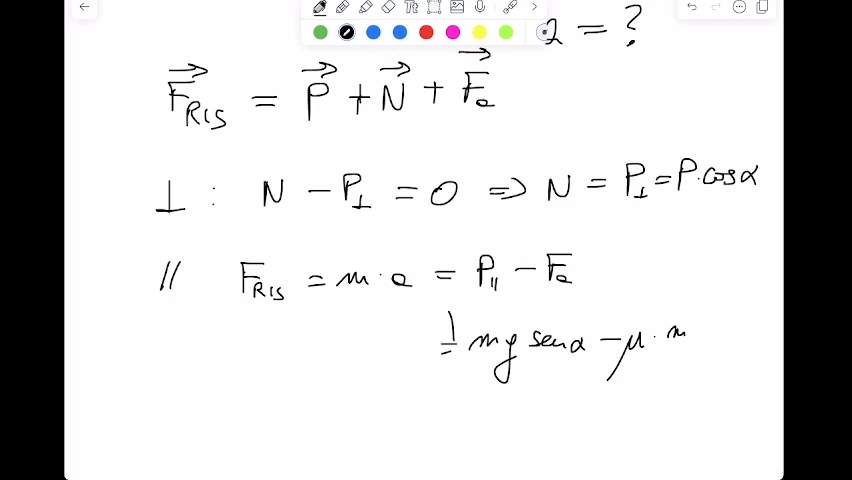 a = ?
F⃗RIS = P⃗ + N⃗ + F⃗a
⊥ : N − P⊥ = 0 ⇒ N = P⊥ = P·cosα
// FRIS = m·a = P∥ − Fa
= mg senα − μ·m